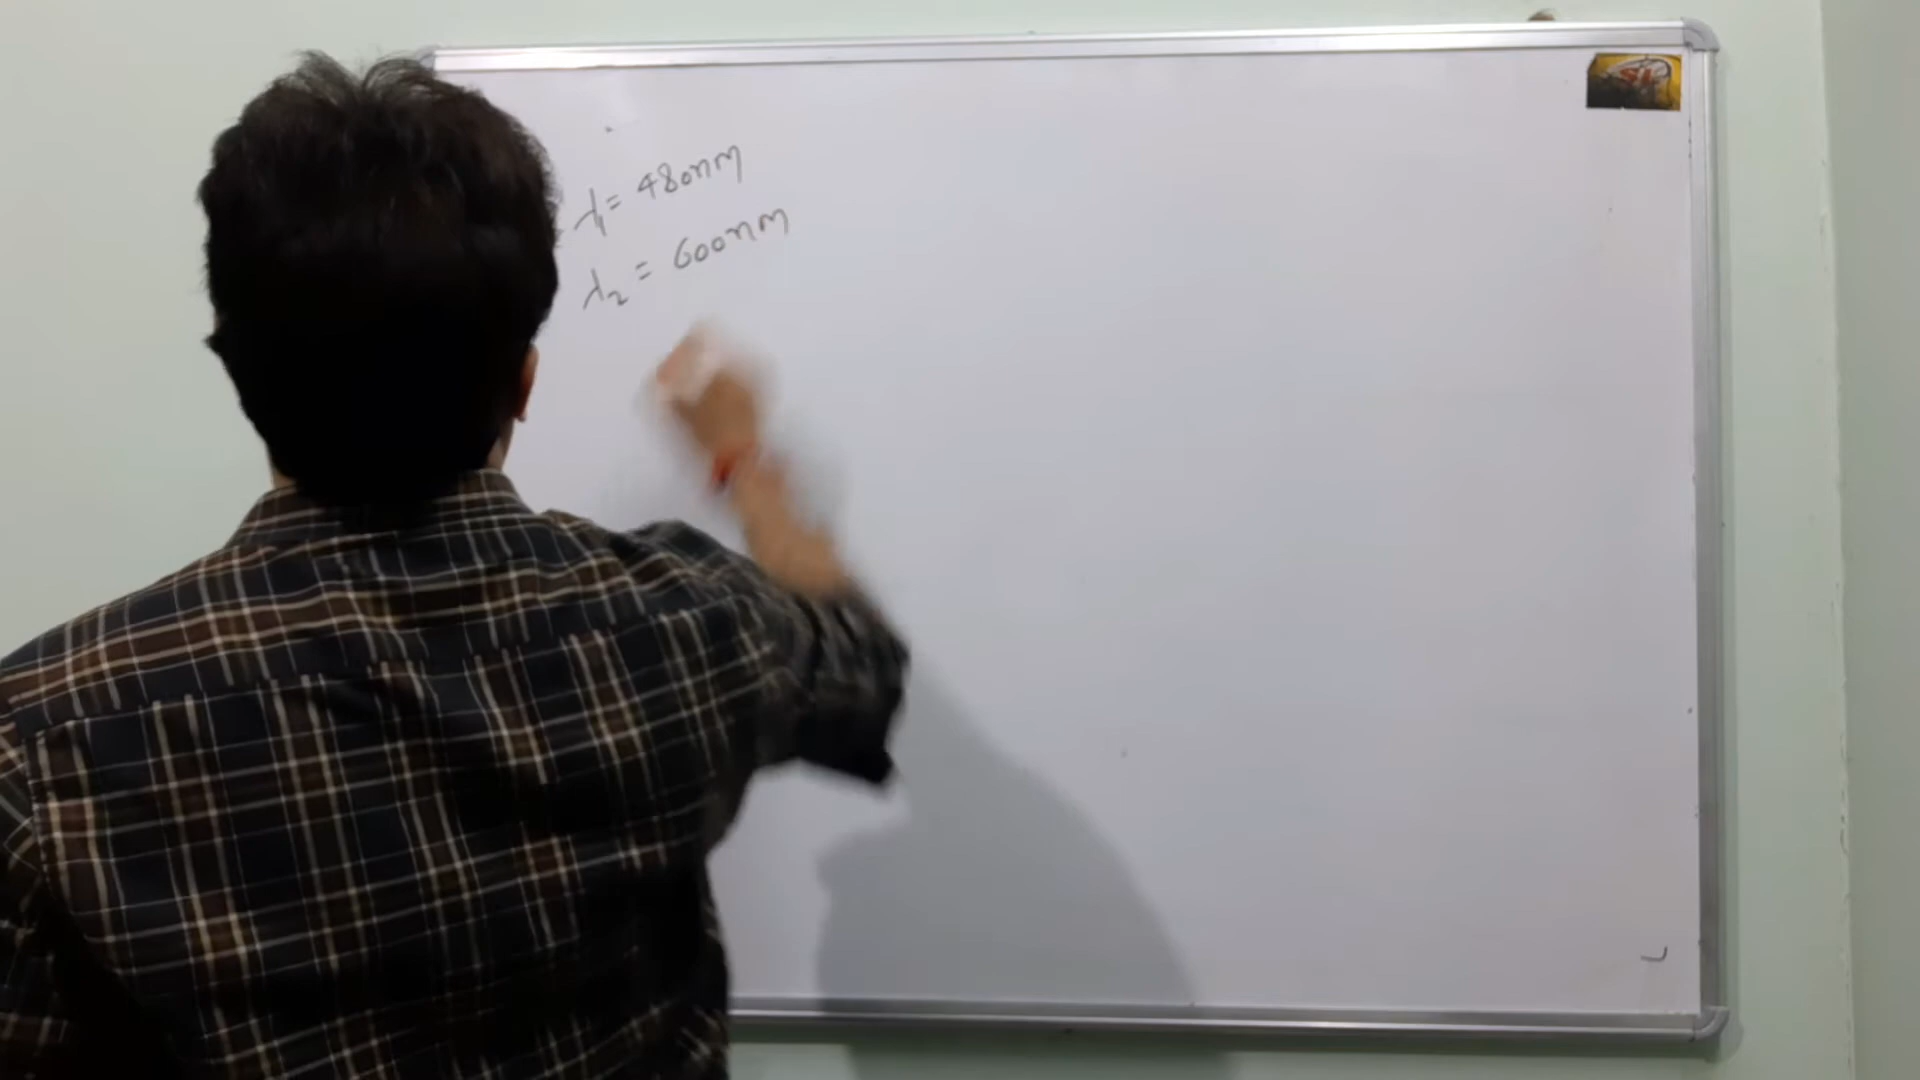 λ₁ = 480nm
λ₂ = 600nm